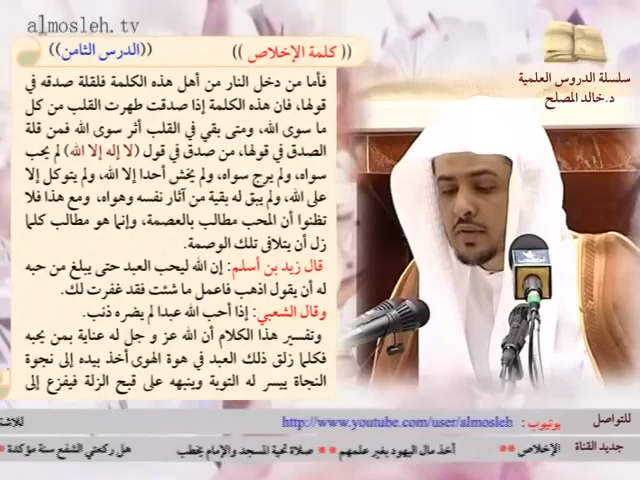 almosleh.tv
((كلمة الإخلاص))
((الدرس الثامن))
سلسلة الدروس العلمية
د.خالد المصلح
فأما من دخل النار من أهل هذه الكلمة فلقلة صدقه في
قولها، فان هذه الكلمة إذا صدقت طهرت القلب من كل
ما سوى الله، ومتى بقي في القلب أثر سوى الله فمن قلة
الصدق في قولها، من صدق في قول (لا إله إلا الله) لم يحب
سواه، ولم يرج سواه، ولم يخش أحدا إلا الله، ولم يتوكل إلا
على الله، ولم يبق له بقية من آثار نفسه وهواه، ومع هذا فلا
تظنوا أن المحب مطالب بالعصمة، وإنما هو مطالب كلما
زل أن يتلافى تلك الوصمة.
قال زيد بن أسلم: إن الله ليحب العبد حتى يبلغ من حبه
له أن يقول اذهب فاعمل ما شئت فقد غفرت لك.
وقال الشعبي: إذا أحب الله عبدا لم يضره ذنب.
وتفسير هذا الكلام أن الله عز و جل له عناية بمن يحبه
فكلما زلق ذلك العبد في هوة الهوى أخذ بيده إلى نجوة
النجاة ييسر له التوبة وينبهه على قبح الزلة فيفزع إلى
للتواصل
يوتيوب : http://www.youtube.com/user/almosleh
للاشت
جديد القناة
الإخلاص ** أخذ مال اليهود بغير علمهم ** صلاة تحية المسجد والإمام يخطب ** هل ركعتي الشفع سنة مؤكدة